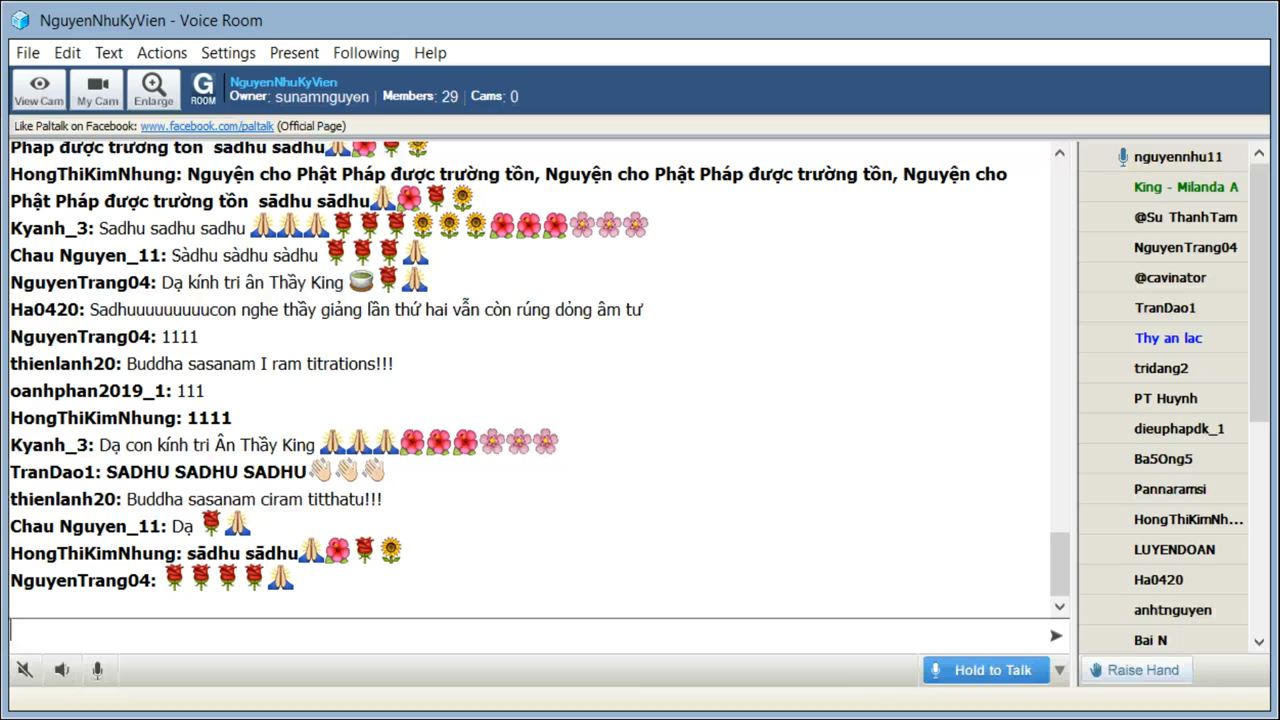 NguyenNhuKyVien - Voice Room
File Edit Text Actions Settings Present Following Help
View Cam My Cam Enlarge G ROOM NguyenNhuKyVien
Owner: sunamnguyen Members: 29 Cams: 0
Like Paltalk on Facebook: www.facebook.com/paltalk (Official Page)
Pháp được trường tồn sādhu sādhu🙏🌺🌹🌻
HongThiKimNhung: Nguyện cho Phật Pháp được trường tồn, Nguyện cho Phật Pháp được trường tồn, Nguyện cho
Phật Pháp được trường tồn sādhu sādhu🙏🌺🌹🌻
Kyanh_3: Sadhu sadhu sadhu 🙏🙏🙏🌹🌹🌹🌻🌻🌻🌺🌺🌺🌸🌸🌸
Chau Nguyen_11: Sàdhu sàdhu sàdhu 🌹🌹🌹🙏
NguyenTrang04: Dạ kính tri ân Thầy King 🍵🌹🙏
Ha0420: Sadhuuuuuuuuucon nghe thầy giảng lần thứ hai vẫn còn rúng dỏng âm tư
NguyenTrang04: 1111
thienlanh20: Buddha sasanam I ram titrations!!!
oanhphan2019_1: 111
HongThiKimNhung: 1111
Kyanh_3: Dạ con kính tri Ân Thầy King 🙏🙏🙏🌺🌺🌺🌸🌸🌸
TranDao1: SADHU SADHU SADHU👏🏻👏🏻👏🏻
thienlanh20: Buddha sasanam ciram titthatu!!!
Chau Nguyen_11: Dạ 🌹🙏
HongThiKimNhung: sādhu sādhu🙏🌺🌹🌻
NguyenTrang04: 🌹🌹🌹🌹🙏
nguyennhu11
King - Milanda A
@Su ThanhTam
NguyenTrang04
@cavinator
TranDao1
Thy an lac
tridang2
PT Huynh
dieuphapdk_1
Ba5Ong5
Pannaramsi
HongThiKimNh...
LUYENDOAN
Ha0420
anhtnguyen
Bai N
Hold to Talk
Raise Hand